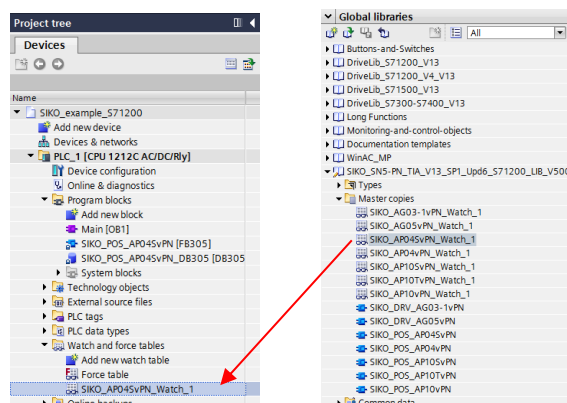 Project tree
Devices
Name
SIKO_example_S71200
Add new device
Devices & networks
PLC_1 [CPU 1212C AC/DC/Rly]
Device configuration
Online & diagnostics
Program blocks
Add new block
Main [OB1]
SIKO_POS_AP04SvPN [FB305]
SIKO_POS_AP04SvPN_DB305 [DB305
System blocks
Technology objects
External source files
PLC tags
PLC data types
Watch and force tables
Add new watch table
Force table
SIKO_AP04SvPN_Watch_1
Online backups
Global libraries
All
Buttons-and-Switches
DriveLib_S71200_V13
DriveLib_S71200_V4_V13
DriveLib_S71500_V13
DriveLib_S7300-S7400_V13
Long Functions
Monitoring-and-control-objects
Documentation templates
WinAC_MP
SIKO_SN5-PN_TIA_V13_SP1_Upd6_S71200_LIB_V500
Types
Master copies
SIKO_AG03-1vPN_Watch_1
SIKO_AG05vPN_Watch_1
SIKO_AP04SvPN_Watch_1
SIKO_AP04vPN_Watch_1
SIKO_AP10SvPN_Watch_1
SIKO_AP10TvPN_Watch_1
SIKO_AP10vPN_Watch_1
SIKO_DRV_AG03-1vPN
SIKO_DRV_AG05vPN
SIKO_POS_AP04SvPN
SIKO_POS_AP04vPN
SIKO_POS_AP10SvPN
SIKO_POS_AP10TvPN
SIKO_POS_AP10vPN
Common data